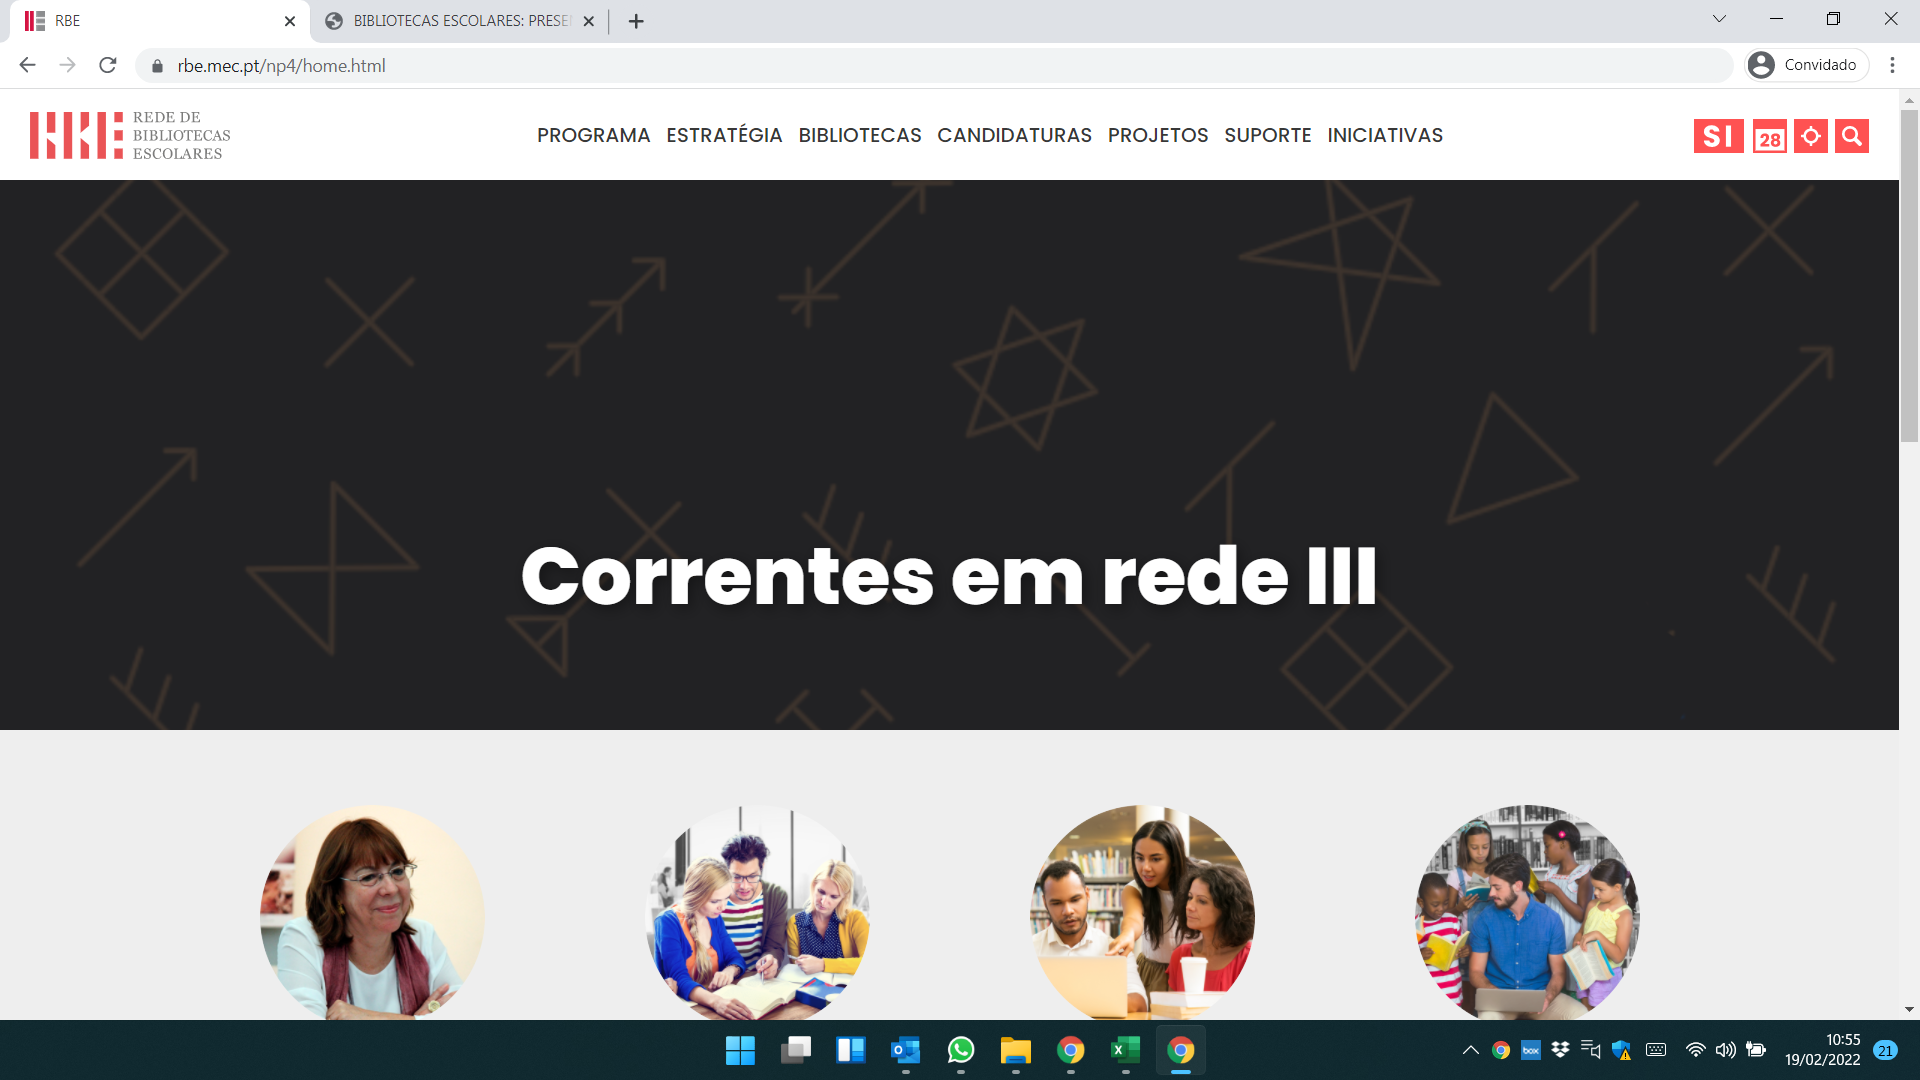 RBE
BIBLIOTECAS ESCOLARES: PRESE
rbe.mec.pt/np4/home.html
Convidado
REDE DE
BIBLIOTECAS
ESCOLARES
PROGRAMA ESTRATÉGIA BIBLIOTECAS CANDIDATURAS PROJETOS SUPORTE INICIATIVAS
SI
28
Correntes em rede III
box
10:55
19/02/2022
21